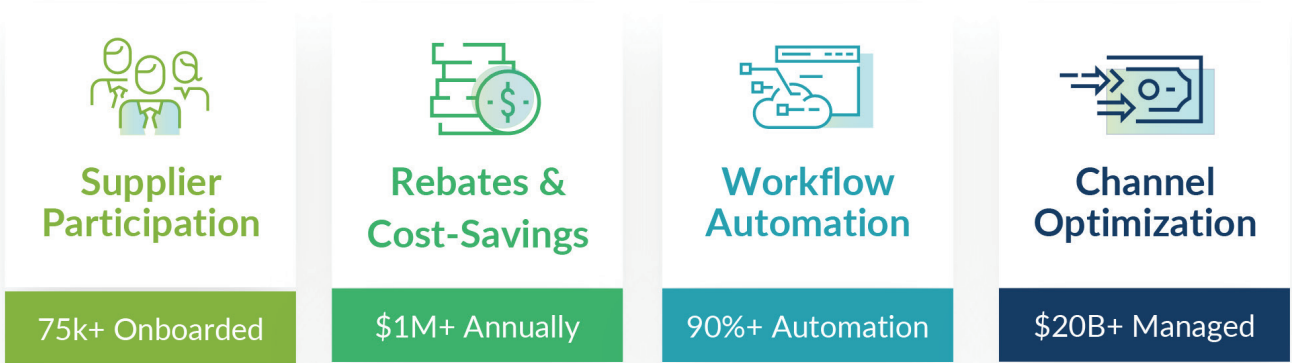 Supplier
Participation
75k+ Onboarded
Rebates &
Cost-Savings
$1M+ Annually
Workflow
Automation
90%+ Automation
Channel
Optimization
$20B+ Managed